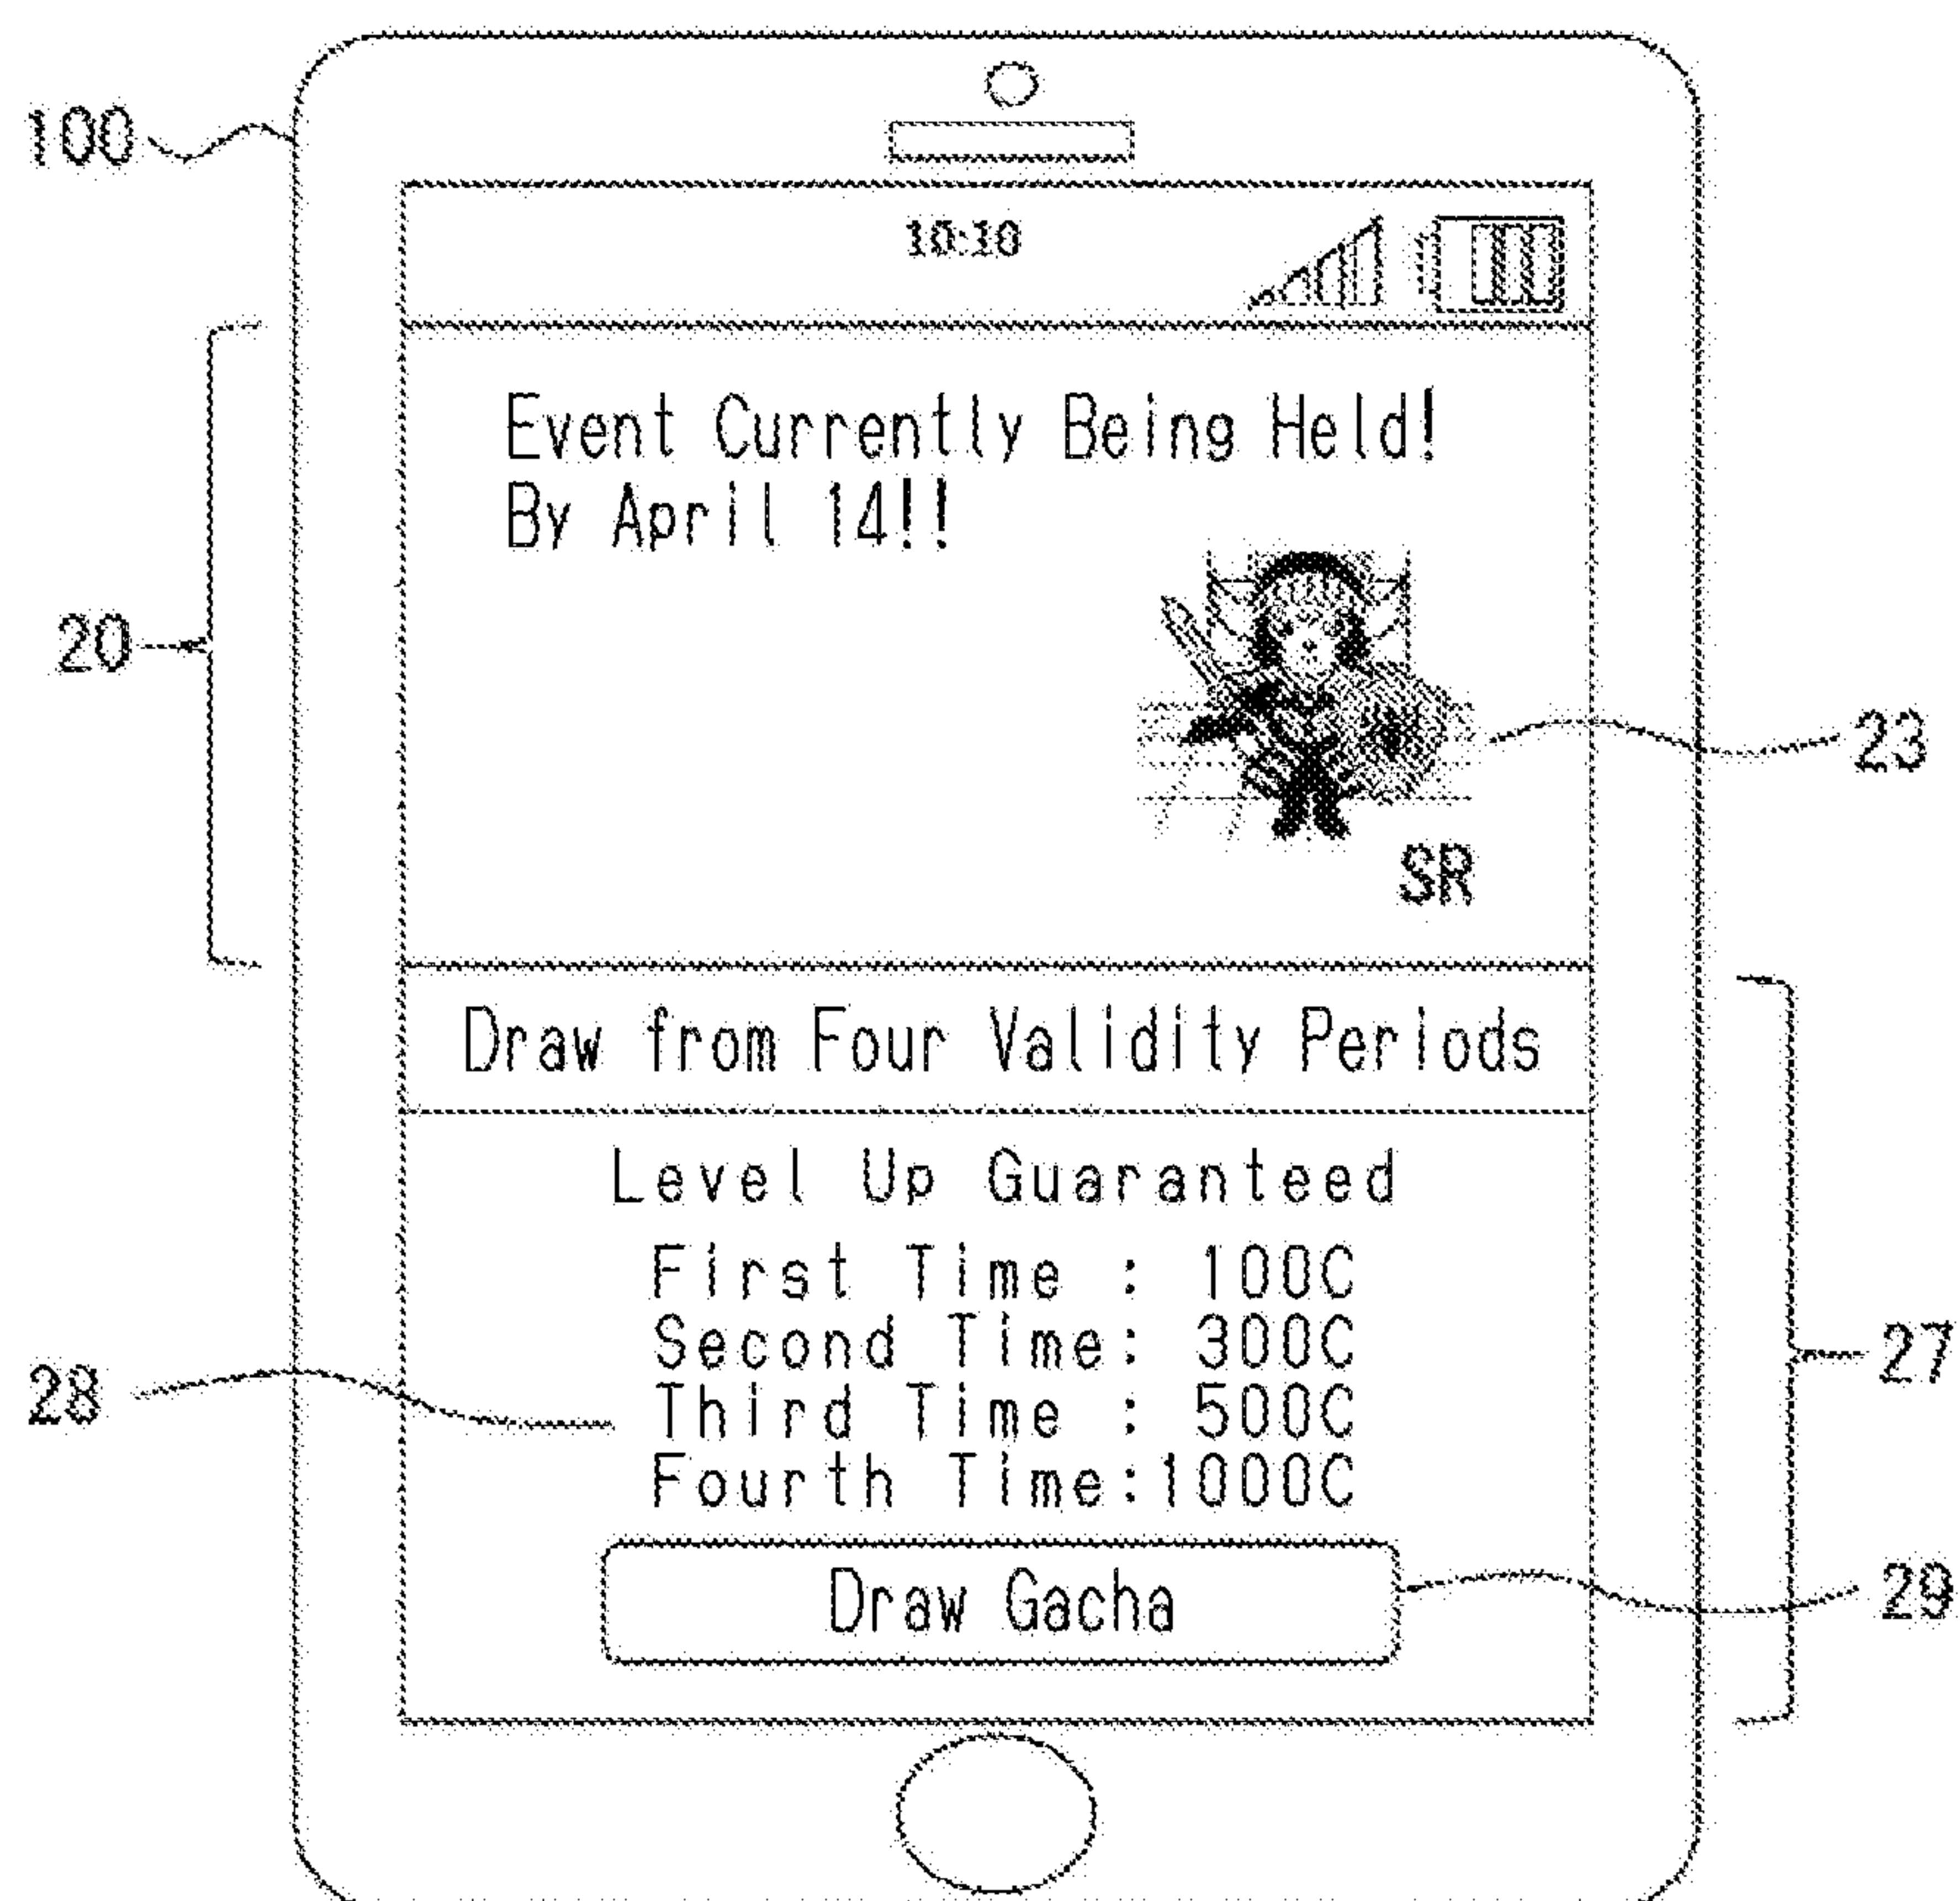 100
10:10
Event Currently Being Held!
By April 14!!
20
23
SR
Draw from Four Validity Periods
Level Up Guaranteed
First Time : 100C
Second Time: 300C
27
28
Third Time : 500C
Fourth Time:1000C
Draw Gacha
29